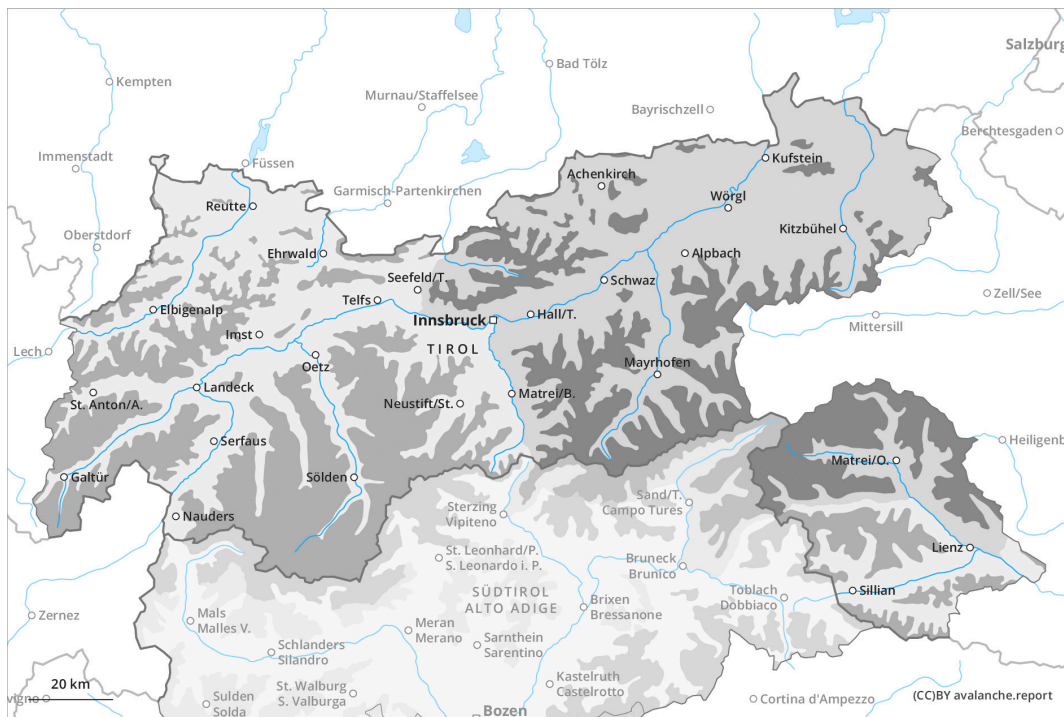 Salzburg
Bad Tölz
Kempten
Murnau/Staffelsee
Bayrischzell
Berchtesgaden
Immenstadt
Füssen
Kufstein
Achenkirch
Garmisch-Partenkirchen
Wörgl
Reutte
Kitzbühel
Oberstdorf
Ehrwald
Alpbach
Seefeld/T.
Schwaz
Zell/See
Telfs
Elbigenalp
Innsbruck
Hall/T.
Mittersill
Imst
Lech
TIROL
Oetz
Mayrhofen
Landeck
St. Anton/A.
Neustift/St.
Matrei/B.
Serfaus
Heiligenb
Matrei/O.
Galtür
Sölden
Sand/T.
Campo Tures
Sterzing
Vipiteno
Nauders
Lienz
St. Leonhard/P.
S. Leonardo i. P.
Bruneck
Brunico
SÜDTIROL
ALTO ADIGE
Toblach
Dobbiaco
Sillian
Brixen
Bressanone
Zernez
Mals
Malles V.
Meran
Merano
Sarnthein
Sarentino
Schlanders
Silandro
Kastelruth
Castelrotto
St. Walburg
S. Valburga
20 km
Sulden
Solda
vigno
Cortina d'Ampezzo
(CC)BY avalanche.report
Bozen